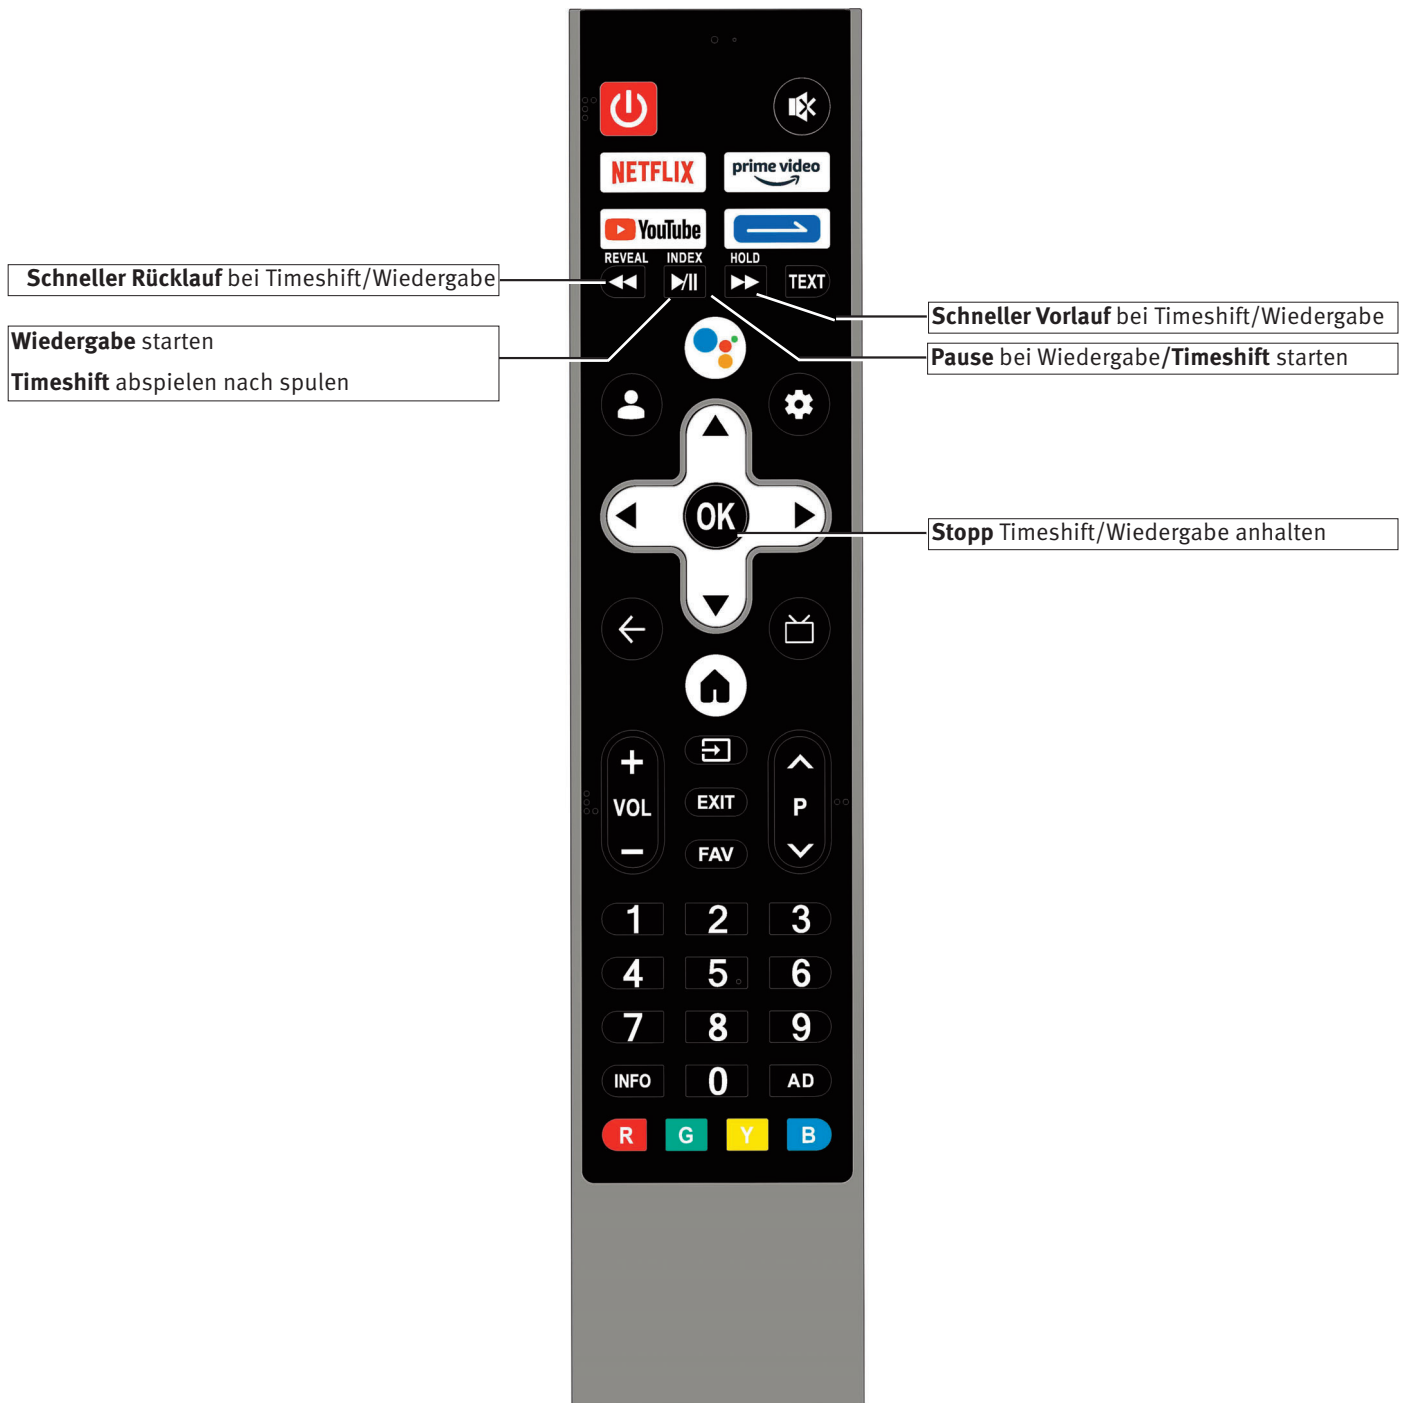 NETFLIX
prime video
YouTube
REVEAL INDEX HOLD
TEXT
Schneller Rücklauf bei Timeshift/Wiedergabe
Wiedergabe starten
Timeshift abspielen nach spulen
Schneller Vorlauf bei Timeshift/Wiedergabe
Pause bei Wiedergabe/Timeshift starten
OK
Stopp Timeshift/Wiedergabe anhalten
+
VOL
−
EXIT
FAV
P
1 2 3
4 5 6
7 8 9
INFO 0 AD
R G Y B